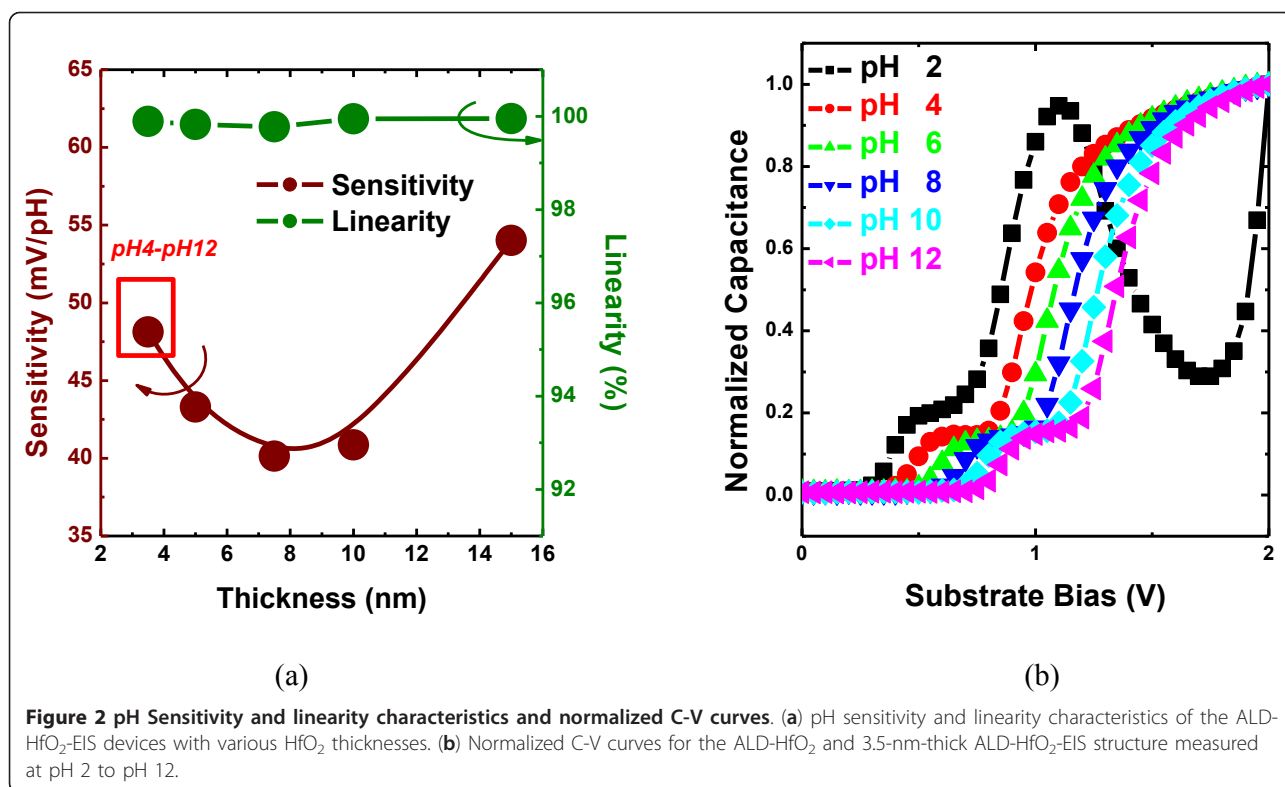 65
60
55
50
45
40
35
Sensitivity (mV/pH)
2 4 6 8 10 12 14 16
Thickness (nm)
100
98
96
94
92
Linearity (%)
Sensitivity
Linearity
pH4-pH12
(a)
pH 2
pH 4
pH 6
pH 8
pH 10
pH 12
1.0
0.8
0.6
0.4
0.2
0.0
Normalized Capacitance
0 1 2
Substrate Bias (V)
(b)
Figure 2 pH Sensitivity and linearity characteristics and normalized C-V curves. (a) pH sensitivity and linearity characteristics of the ALD-
HfO₂-EIS devices with various HfO₂ thicknesses. (b) Normalized C-V curves for the ALD-HfO₂ and 3.5-nm-thick ALD-HfO₂-EIS structure measured
at pH 2 to pH 12.